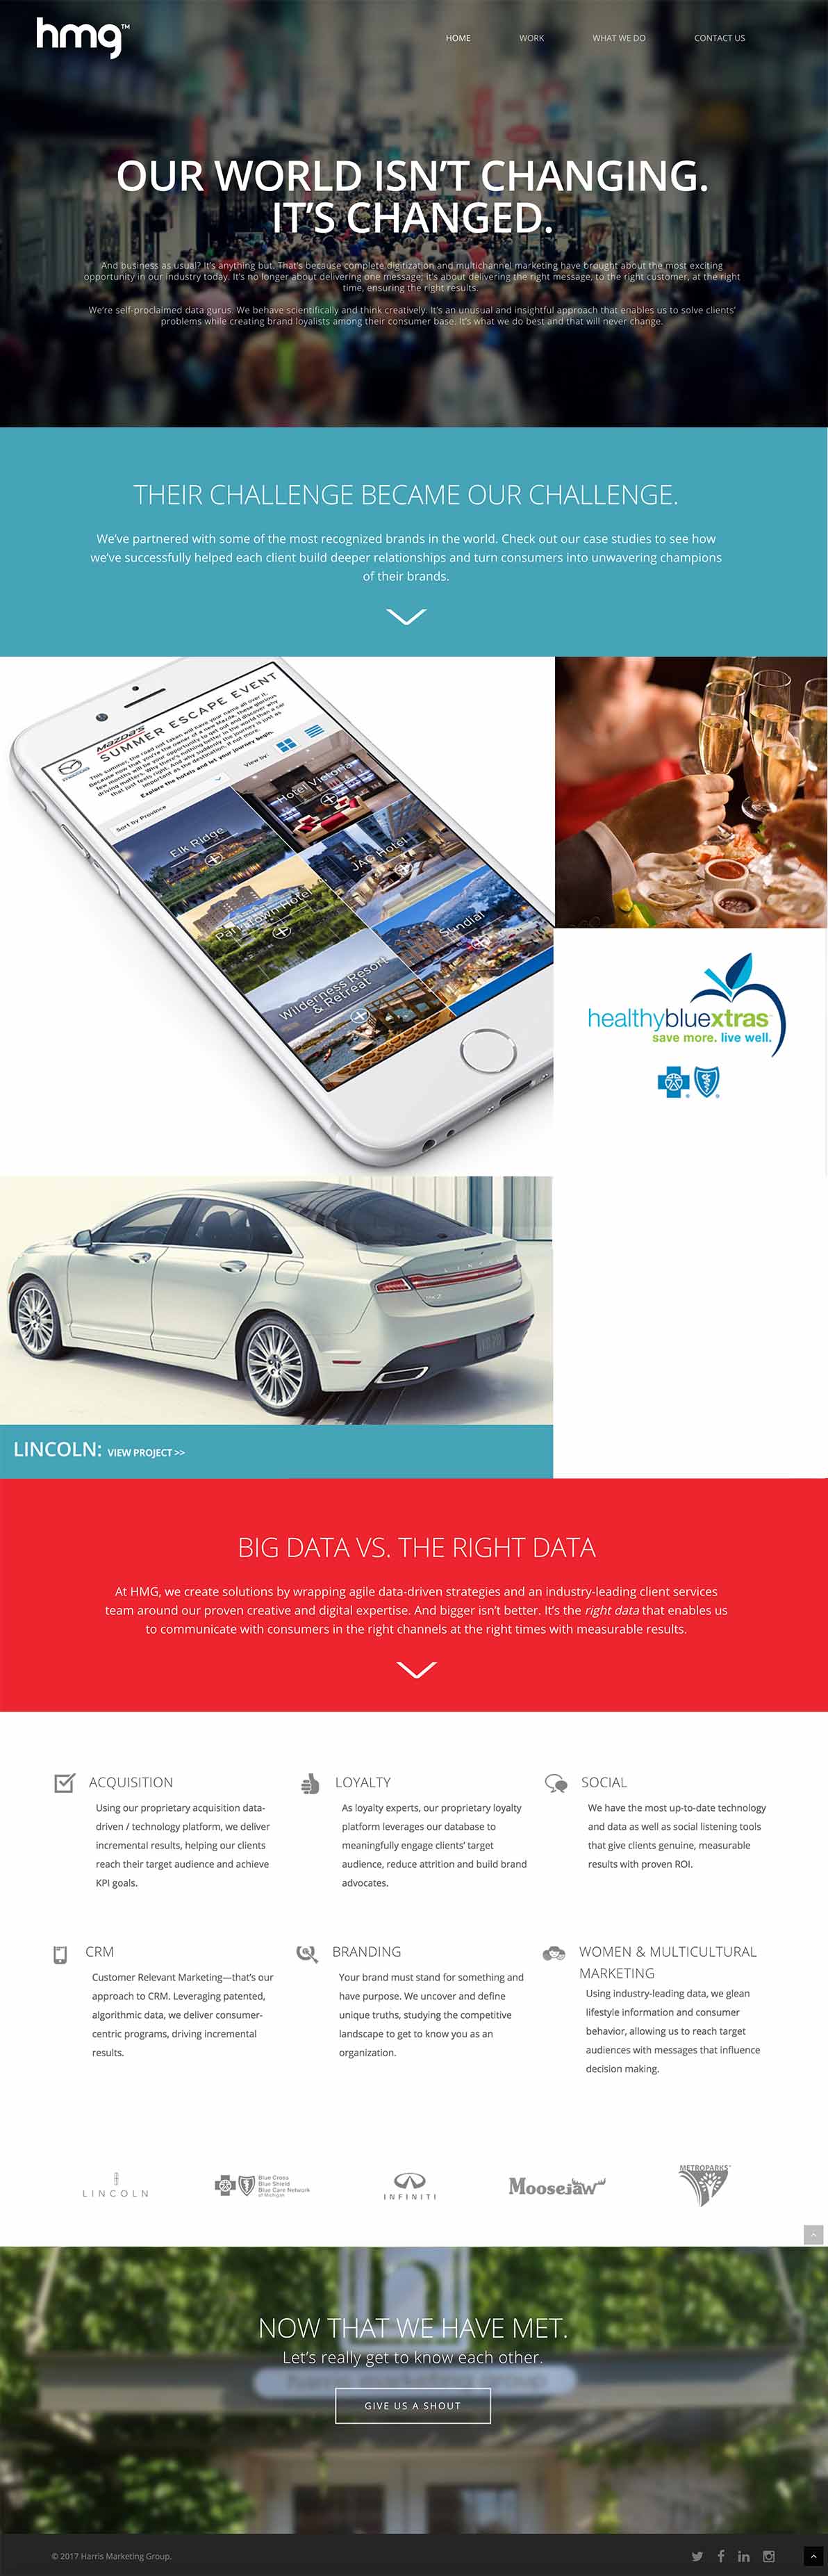 hmg™
HOME WORK WHAT WE DO CONTACT US
OUR WORLD ISN'T CHANGING.
IT'S CHANGED.
And business as usual? It's anything but. That's because complete digitization and multichannel marketing have brought about the most exciting
opportunity in our industry today. It's no longer about delivering one message; it's about delivering the right message, to the right customer, at the right
time, ensuring the right results.
We're self-proclaimed data gurus. We behave scientifically and think creatively. It's an unusual and insightful approach that enables us to solve clients'
problems while creating brand loyalists among their consumer base. It's what we do best and that will never change.
THEIR CHALLENGE BECAME OUR CHALLENGE.
We've partnered with some of the most recognized brands in the world. Check out our case studies to see how
we've successfully helped each client build deeper relationships and turn consumers into unwavering champions
of their brands.
mazda's
SUMMER ESCAPE EVENT
This summer, the road not taken will have your name all over it.
Explore the hotels and let your journey begin.
View by:
Sort by Province
Hotel Victoria
Elk Ridge
JAG Hotel
Sundial
Wilderness Resort
& Retreat
healthybluextras
save more. live well.
LINCOLN: VIEW PROJECT >>
BIG DATA VS. THE RIGHT DATA
At HMG, we create solutions by wrapping agile data-driven strategies and an industry-leading client services
team around our proven creative and digital expertise. And bigger isn't better. It's the right data that enables us
to communicate with consumers in the right channels at the right times with measurable results.
ACQUISITION
Using our proprietary acquisition data-
driven / technology platform, we deliver
incremental results, helping our clients
reach their target audience and achieve
KPI goals.
LOYALTY
As loyalty experts, our proprietary loyalty
platform leverages our database to
meaningfully engage clients' target
audience, reduce attrition and build brand
advocates.
SOCIAL
We have the most up-to-date technology
and data as well as social listening tools
that give clients genuine, measurable
results with proven ROI.
CRM
Customer Relevant Marketing—that's our
approach to CRM. Leveraging patented,
algorithmic data, we deliver consumer-
centric programs, driving incremental
results.
BRANDING
Your brand must stand for something and
have purpose. We uncover and define
unique truths, studying the competitive
landscape to get to know you as an
organization.
WOMEN & MULTICULTURAL
MARKETING
Using industry-leading data, we glean
lifestyle information and consumer
behavior, allowing us to reach target
audiences with messages that influence
decision making.
LINCOLN
Blue Cross
Blue Shield
Blue Care Network
of Michigan
INFINITI
Moosejaw
METROPARKS
NOW THAT WE HAVE MET.
Let's really get to know each other.
GIVE US A SHOUT
© 2017 Harris Marketing Group.